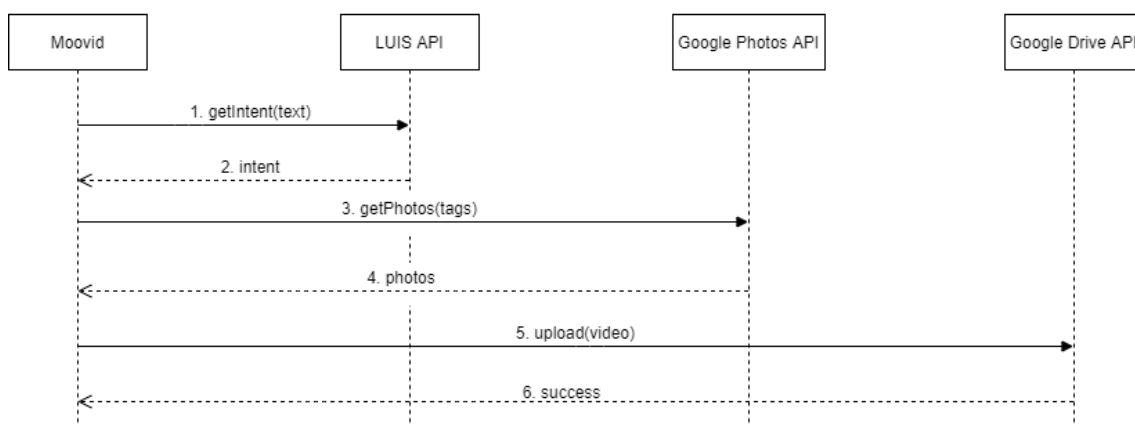 Moovid
LUIS API
Google Photos API
Google Drive API
1. getIntent(text)
2. intent
3. getPhotos(tags)
4. photos
5. upload(video)
6. success